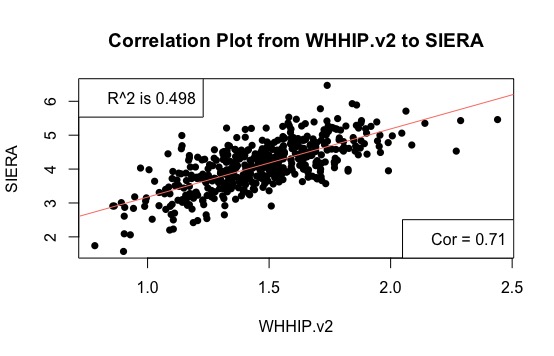 Correlation Plot from WHHIP.v2 to SIERA
R^2 is 0.498
6
5
4
3
2
SIERA
Cor = 0.71
1.0 1.5 2.0 2.5
WHHIP.v2